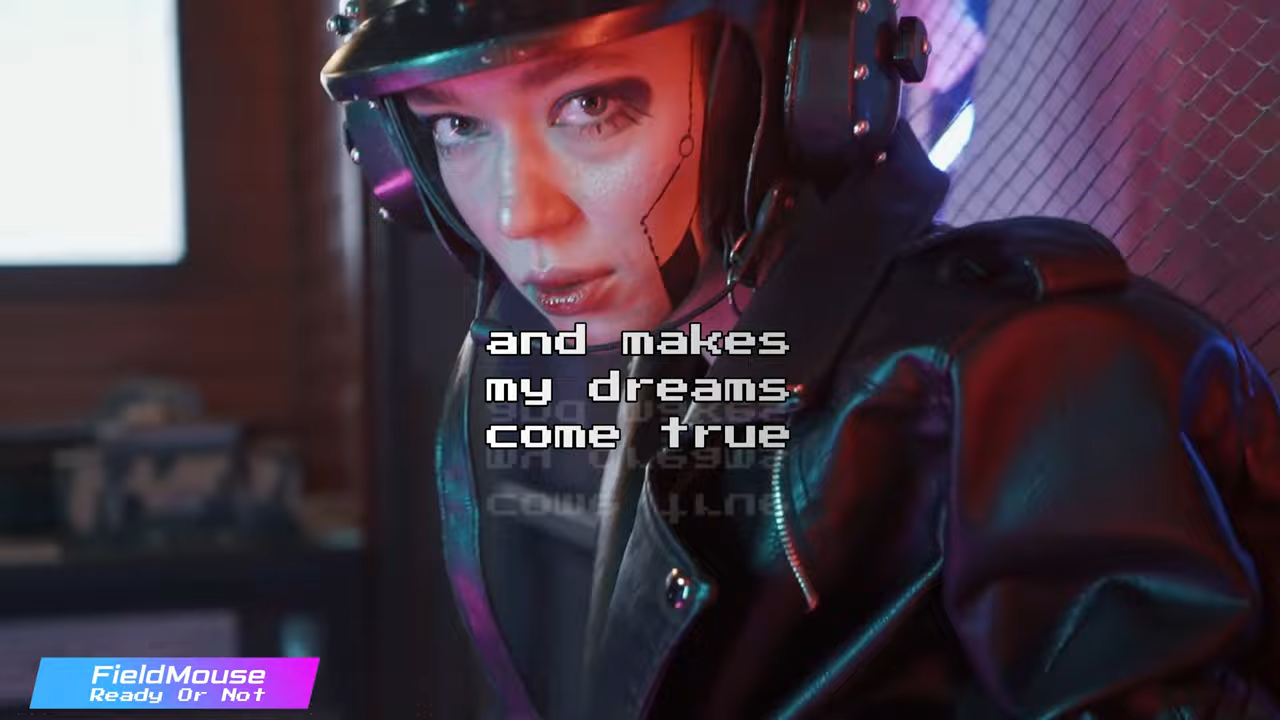 and makes
my dreams
come true
FieldMouse
Ready Or Not